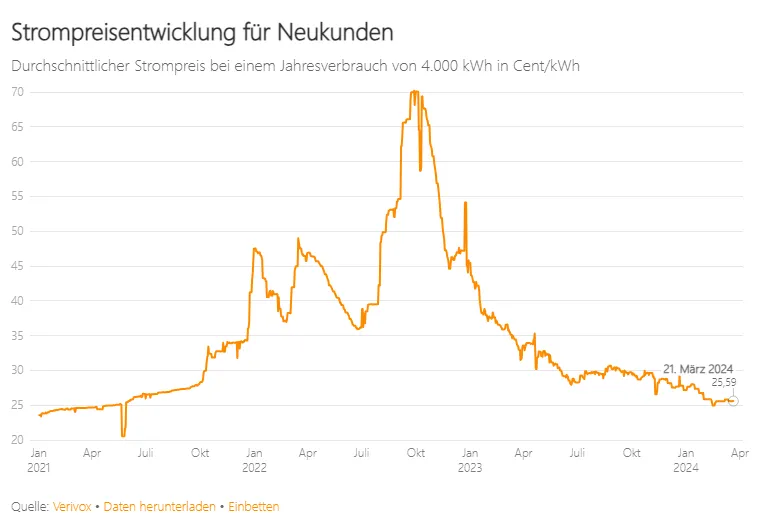 Strompreisentwicklung für Neukunden
Durchschnittlicher Strompreis bei einem Jahresverbrauch von 4.000 kWh in Cent/kWh
70
65
60
55
50
45
40
35
30
25
20
21. März 2024
25,59
Jan Apr Juli Okt Jan Apr Juli Okt Jan Apr Juli Okt Jan Apr
2021 2022 2023 2024
Quelle: Verivox • Daten herunterladen • Einbetten